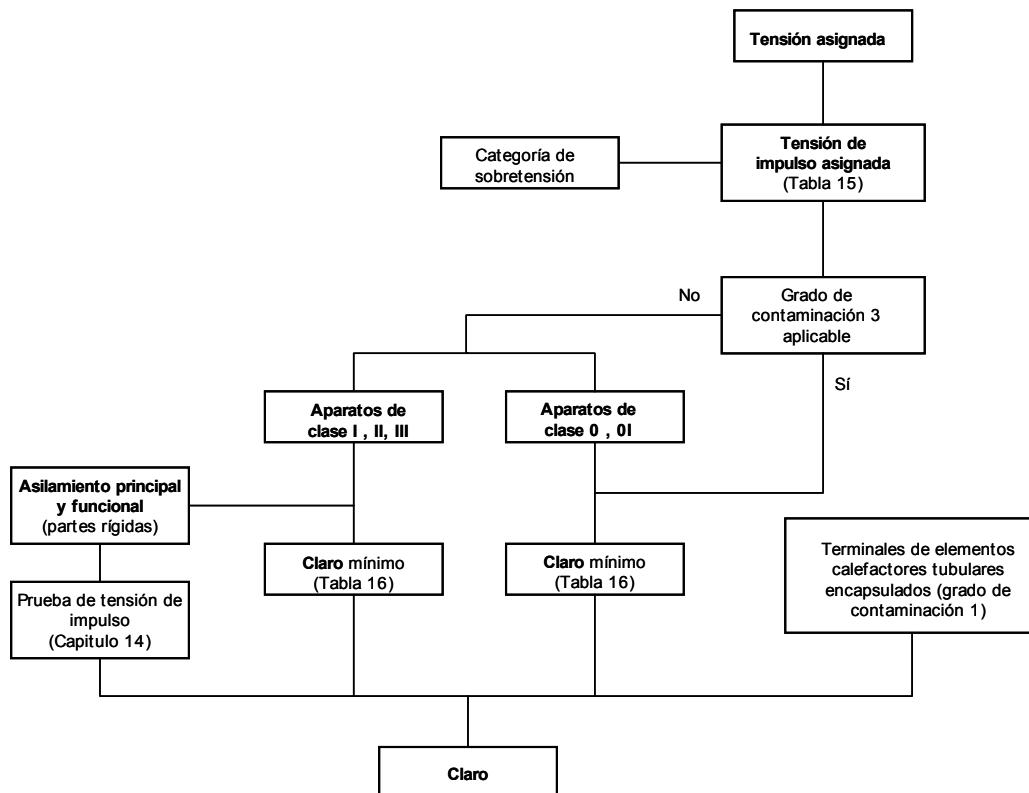 Tensión asignada
Tensión de
impulso asignada
(Tabla 15)
Categoría de
sobretensión
No
Grado de
contaminación 3
aplicable
Sí
Aparatos de
clase I , II, III
Aparatos de
clase 0 , 0I
Asilamiento principal
y funcional
(partes rígidas)
Claro mínimo
(Tabla 16)
Claro mínimo
(Tabla 16)
Terminales de elementos
calefactores tubulares
encapsulados (grado de
contaminación 1)
Prueba de tensión de
impulso
(Capitulo 14)
Claro